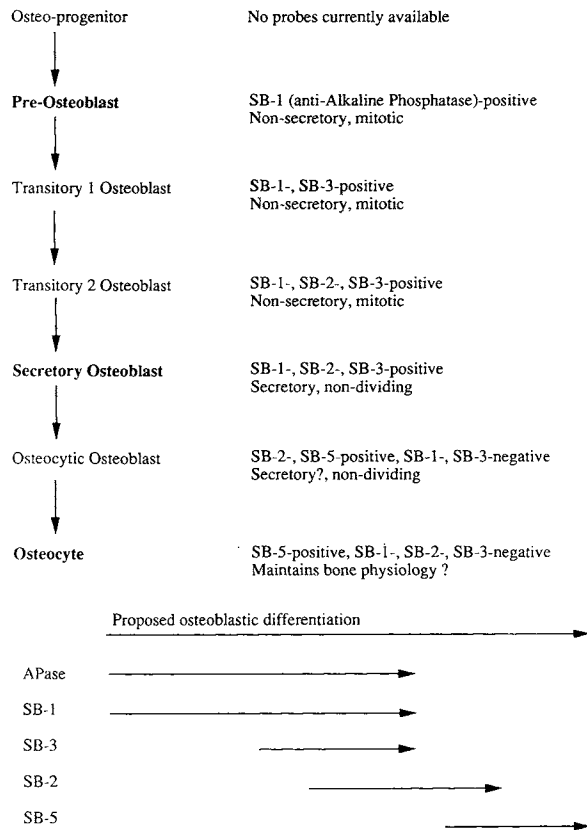 Osteo-progenitor No probes currently available
Pre-Osteoblast SB-1 (anti-Alkaline Phosphatase)-positive
Non-secretory, mitotic
Transitory 1 Osteoblast SB-1-, SB-3-positive
Non-secretory, mitotic
Transitory 2 Osteoblast SB-1-, SB-2-, SB-3-positive
Non-secretory, mitotic
Secretory Osteoblast SB-1-, SB-2-, SB-3-positive
Secretory, non-dividing
Osteocytic Osteoblast SB-2-, SB-5-positive, SB-1-, SB-3-negative
Secretory?, non-dividing
Osteocyte SB-5-positive, SB-1-, SB-2-, SB-3-negative
Maintains bone physiology ?
Proposed osteoblastic differentiation
APase
SB-1
SB-3
SB-2
SB-5